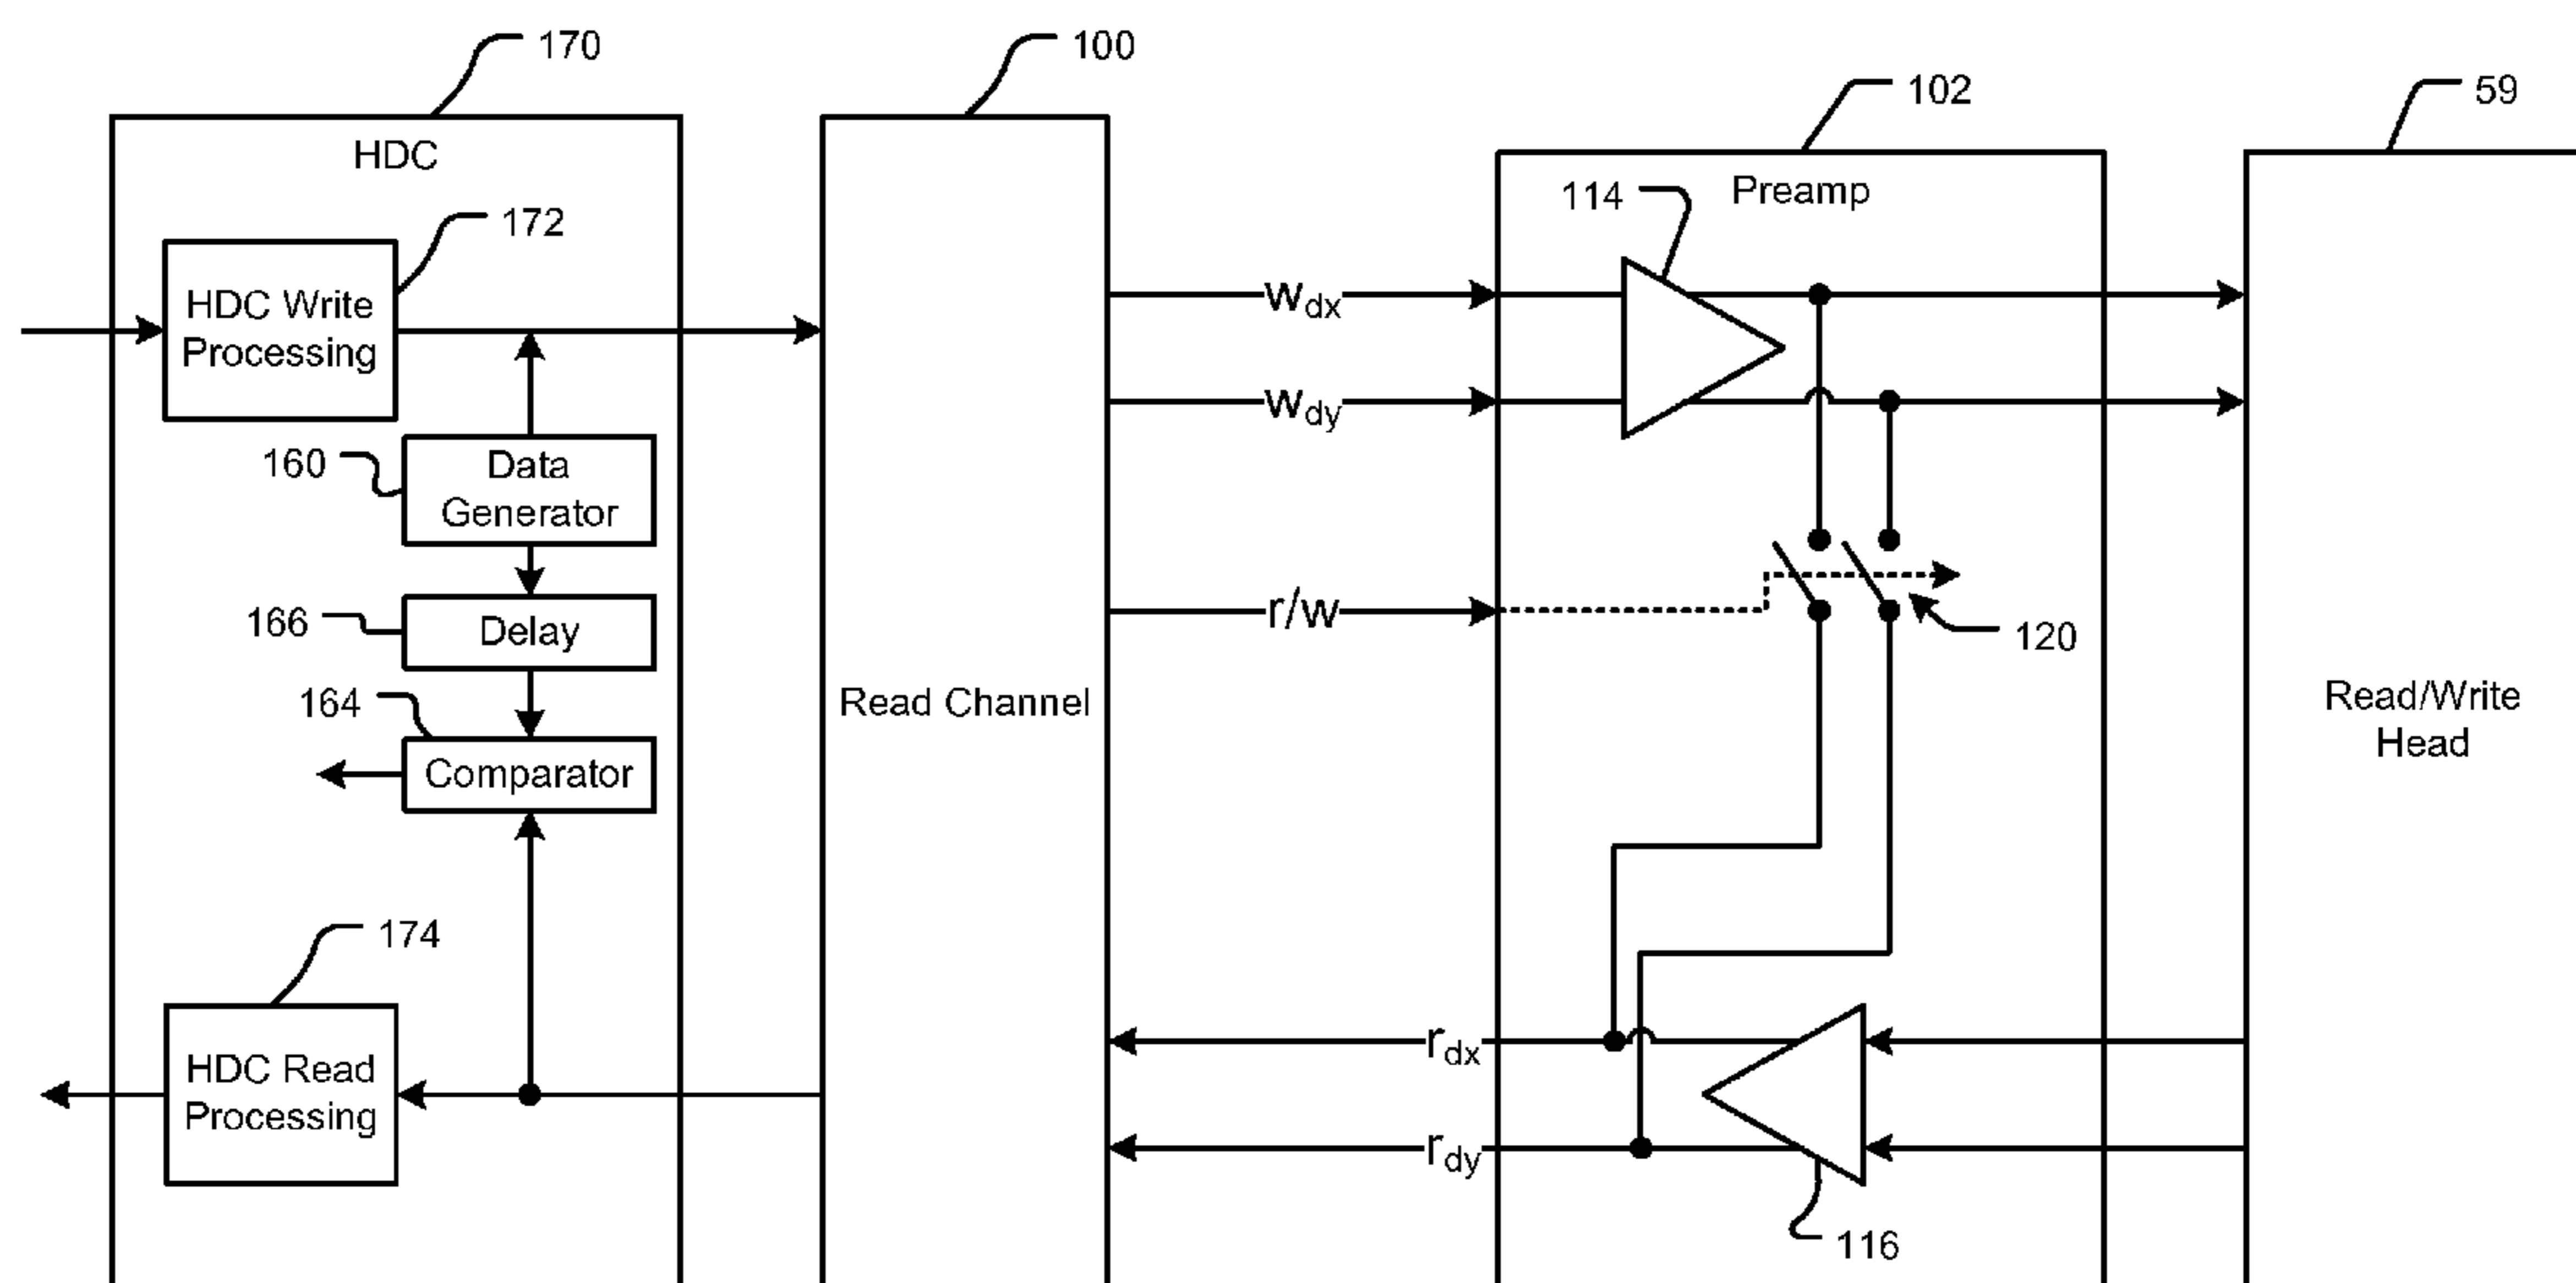 170
100
102
59
HDC
Preamp
114
172
HDC Write
Processing
wdx
wdy
160
Data
Generator
166
Delay
r/w
120
164
Comparator
Read Channel
Read/Write
Head
174
HDC Read
Processing
rdx
rdy
116